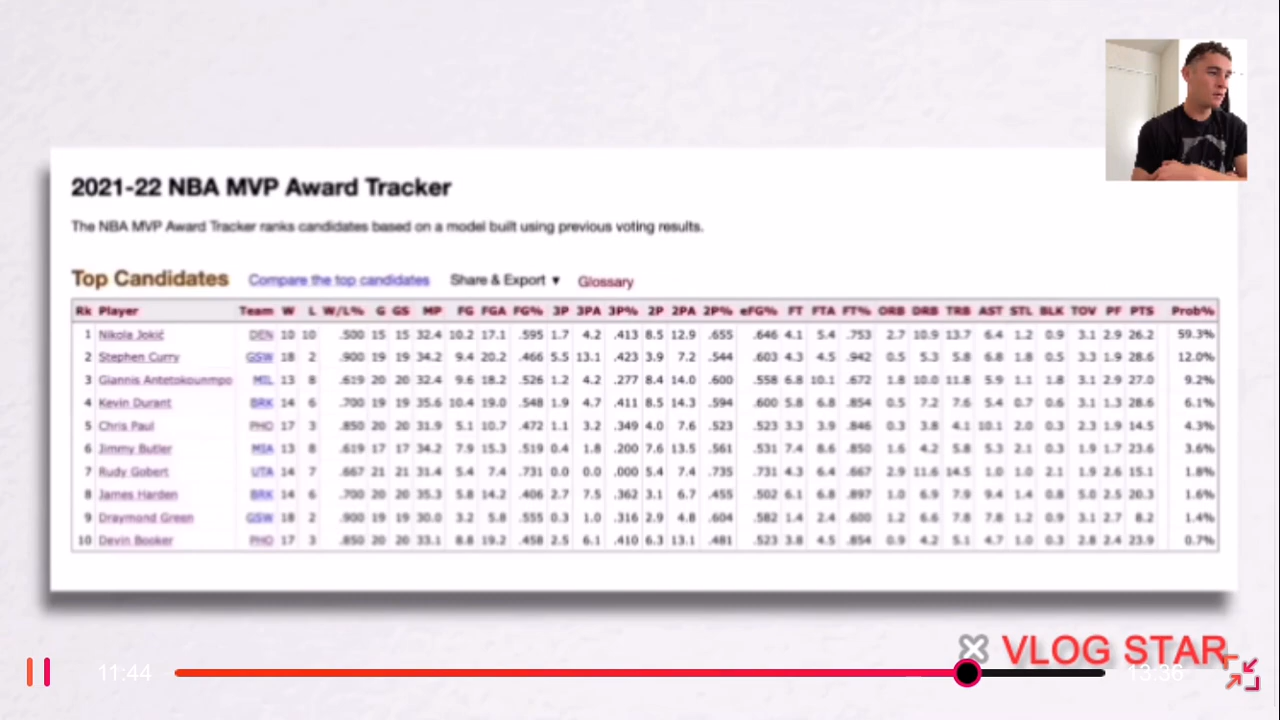 2021-22 NBA MVP Award Tracker
The NBA MVP Award Tracker ranks candidates based on a model built using previous voting results.
Top Candidates Compare the top candidates Share & Export ▼ Glossary
Rk Player Team W L W/L% G GS MP FG FGA FG% 3P 3PA 3P% 2P 2PA 2P% eFG% FT FTA FT% ORB DRB TRB AST STL BLK TOV PF PTS Prob%
1 Nikola Jokić DEN 10 10 .500 15 15 32.4 10.2 17.1 .595 1.7 4.2 .413 8.5 12.9 .655 .646 4.1 5.4 .753 2.7 10.9 13.7 6.4 1.2 0.9 3.1 2.9 26.2 59.3%
2 Stephen Curry GSW 18 2 .900 19 19 34.2 9.4 20.2 .466 5.5 13.1 .423 3.9 7.2 .544 .603 4.3 4.5 .942 0.5 5.3 5.8 6.8 1.8 0.5 3.3 1.9 28.6 12.0%
3 Giannis Antetokounmpo MIL 13 8 .619 20 20 32.4 9.6 18.2 .526 1.2 4.2 .277 8.4 14.0 .600 .558 6.8 10.1 .672 1.8 10.0 11.8 5.9 1.1 1.8 3.1 2.9 27.0 9.2%
4 Kevin Durant BRK 14 6 .700 19 19 35.6 10.4 19.0 .548 1.9 4.7 .411 8.5 14.3 .594 .600 5.8 6.8 .854 0.5 7.2 7.6 5.4 0.7 0.6 3.1 1.3 28.6 6.1%
5 Chris Paul PHO 17 3 .850 20 20 31.9 5.1 10.7 .472 1.1 3.2 .349 4.0 7.6 .523 .523 3.3 3.9 .846 0.3 3.8 4.1 10.1 2.0 0.3 2.3 1.9 14.5 4.3%
6 Jimmy Butler MIA 13 8 .619 17 17 34.2 7.9 15.3 .519 0.4 1.8 .200 7.6 13.5 .561 .531 7.4 8.6 .850 1.6 4.2 5.8 5.3 2.1 0.3 1.9 1.7 23.6 3.6%
7 Rudy Gobert UTA 14 7 .667 21 21 31.4 5.4 7.4 .731 0.0 0.0 .000 5.4 7.4 .735 .731 4.3 6.4 .667 2.9 11.6 14.5 1.0 1.0 2.1 1.9 2.6 15.1 1.8%
8 James Harden BRK 14 6 .700 20 20 35.3 5.8 14.2 .406 2.7 7.5 .362 3.1 6.7 .455 .502 6.1 6.8 .897 1.0 6.9 7.9 9.4 1.4 0.8 5.0 2.5 20.3 1.6%
9 Draymond Green GSW 18 2 .900 19 19 30.0 3.2 5.8 .555 0.3 1.0 .316 2.9 4.8 .604 .582 1.4 2.4 .600 1.2 6.6 7.8 7.8 1.2 0.9 3.1 2.7 8.2 1.4%
10 Devin Booker PHO 17 3 .850 20 20 33.1 8.8 19.2 .458 2.5 6.1 .410 6.3 13.1 .481 .523 3.8 4.5 .854 0.9 4.2 5.1 4.7 1.0 0.3 2.8 2.4 23.9 0.7%
VLOG STAR
11:44 13:36